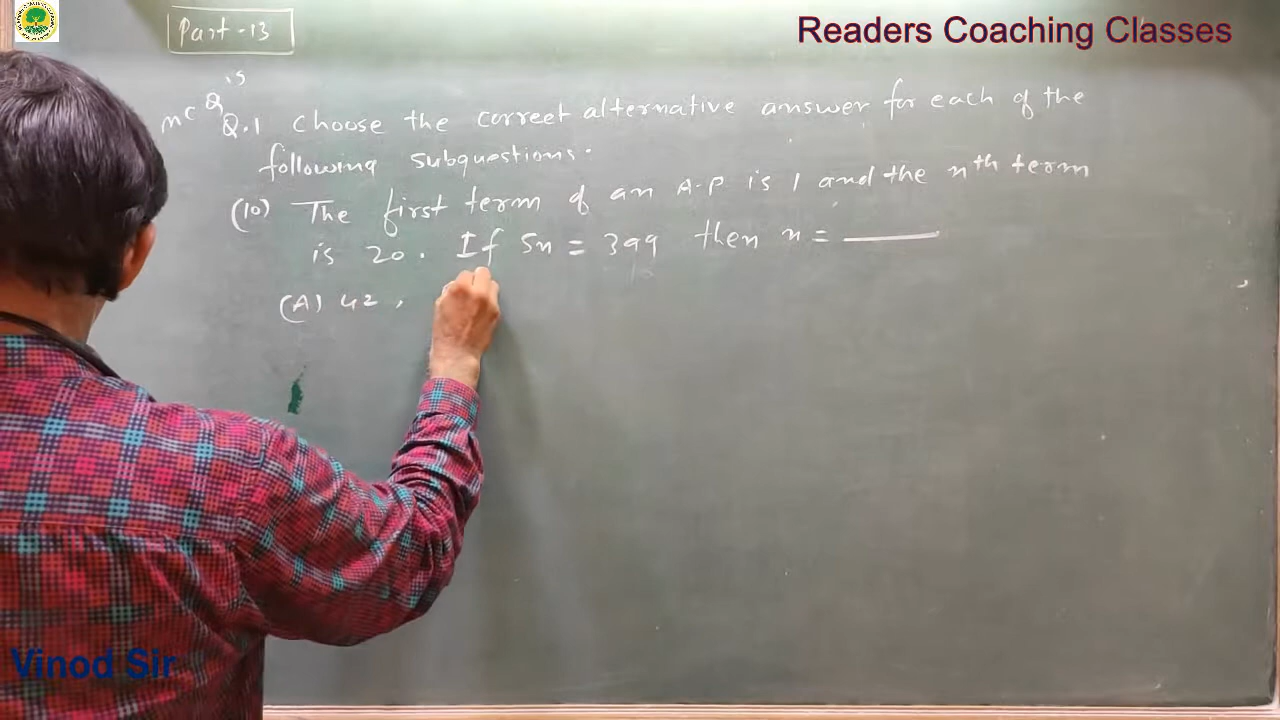 Part-13
Readers Coaching Classes
MCQ's
Q.1 Choose the correct alternative answer for each of the
following subquestions.
(10) The first term of an A.P is 1 and the nth term
is 20. If Sn = 399 then n = ____
(A) 42,
Vinod Sir